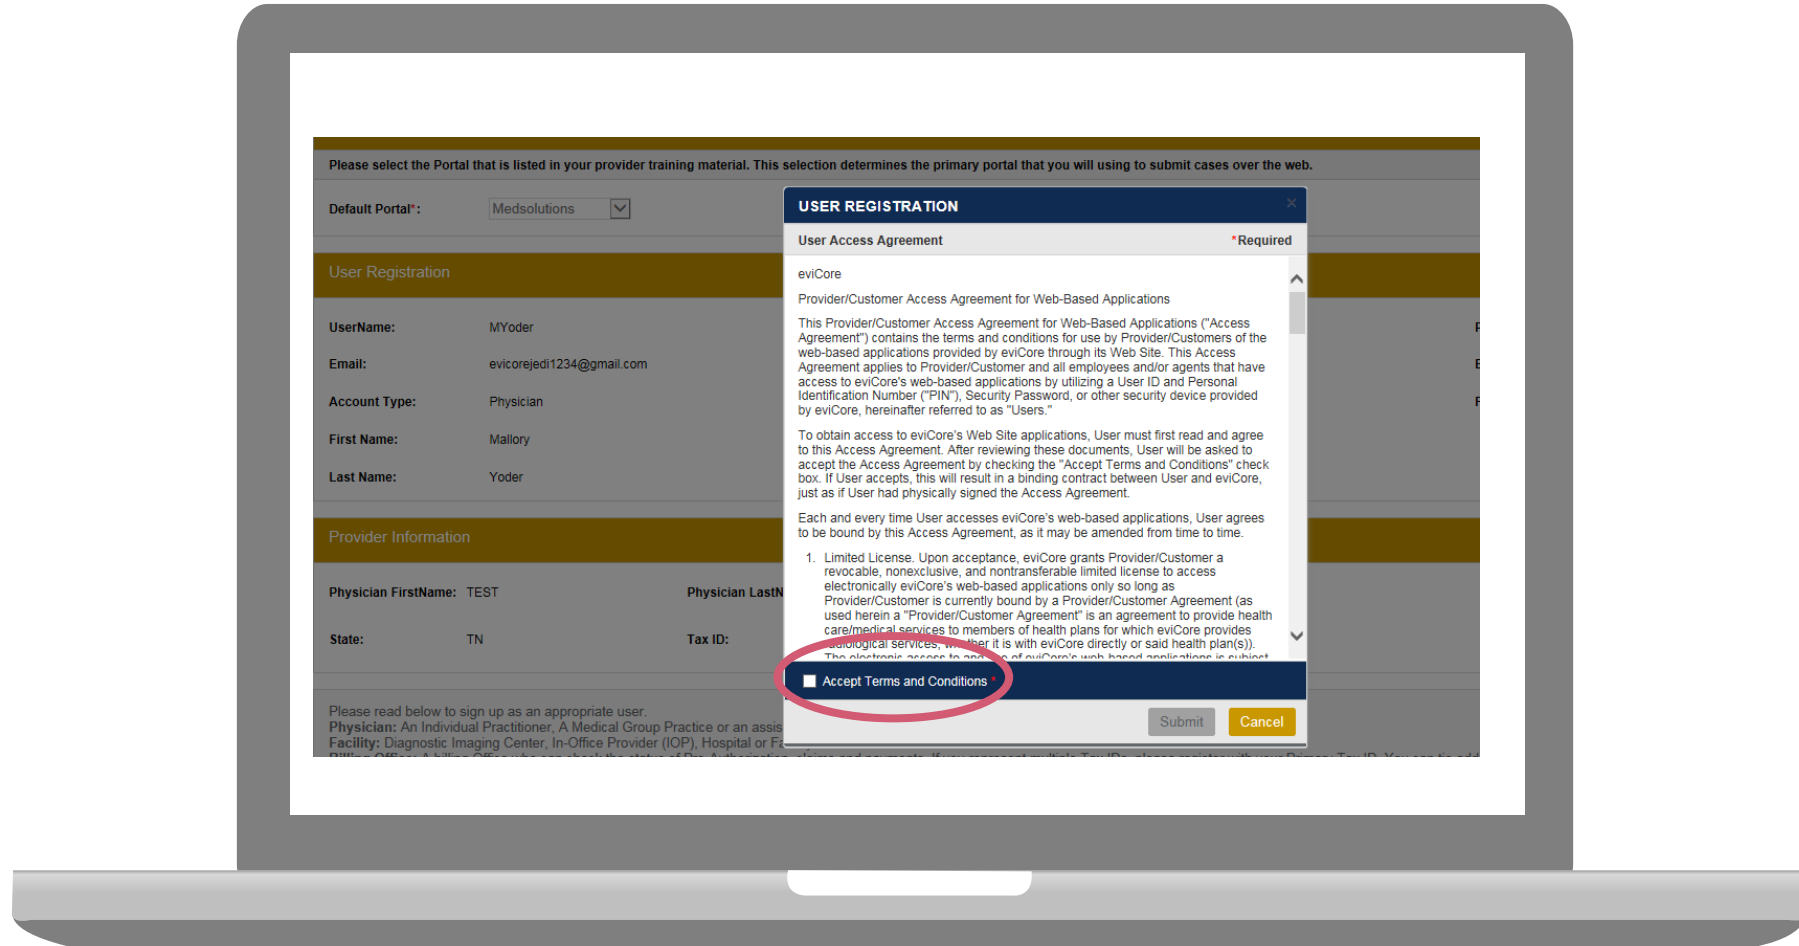 Please select the Portal that is listed in your provider training material. This selection determines the primary portal that you will using to submit cases over the web.
Default Portal*:
Medsolutions
User Registration
UserName:
MYoder
Email:
evicorejedi1234@gmail.com
Account Type:
Physician
First Name:
Mallory
Last Name:
Yoder
Provider Information
Physician FirstName: TEST
Physician LastN
State:
TN
Tax ID:
Please read below to sign up as an appropriate user.
Physician: An Individual Practitioner, A Medical Group Practice or an assis
Facility: Diagnostic Imaging Center, In-Office Provider (IOP), Hospital or Fa
USER REGISTRATION
User Access Agreement
*Required
eviCore
Provider/Customer Access Agreement for Web-Based Applications
This Provider/Customer Access Agreement for Web-Based Applications ("Access
Agreement") contains the terms and conditions for use by Provider/Customers of the
web-based applications provided by eviCore through its Web Site. This Access
Agreement applies to Provider/Customer and all employees and/or agents that have
access to eviCore's web-based applications by utilizing a User ID and Personal
Identification Number ("PIN"), Security Password, or other security device provided
by eviCore, hereinafter referred to as "Users."
To obtain access to eviCore's Web Site applications, User must first read and agree
to this Access Agreement. After reviewing these documents, User will be asked to
accept the Access Agreement by checking the "Accept Terms and Conditions" check
box. If User accepts, this will result in a binding contract between User and eviCore,
just as if User had physically signed the Access Agreement.
Each and every time User accesses eviCore's web-based applications, User agrees
to be bound by this Access Agreement, as it may be amended from time to time.
1. Limited License. Upon acceptance, eviCore grants Provider/Customer a
revocable, nonexclusive, and nontransferable limited license to access
electronically eviCore's web-based applications only so long as
Provider/Customer is currently bound by a Provider/Customer Agreement (as
used herein a "Provider/Customer Agreement" is an agreement to provide health
care/medical services to members of health plans for which eviCore provides
radiological services, whether it is with eviCore directly or said health plan(s)).
The electronic access to and use of eviCore's web-based applications is subject
Accept Terms and Conditions *
Submit
Cancel